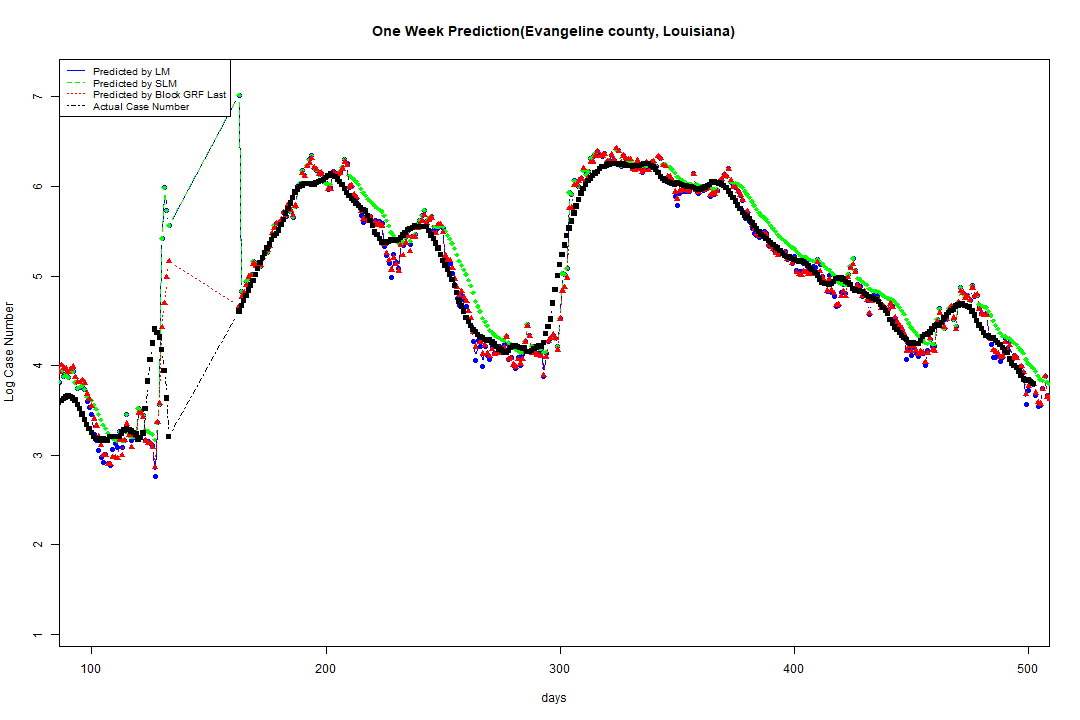 One Week Prediction(Evangeline county, Louisiana)
Predicted by LM
Predicted by SLM
Predicted by Block GRF Last
Actual Case Number
7
6
5
4
3
2
1
Log Case Number
100 200 300 400 500
days